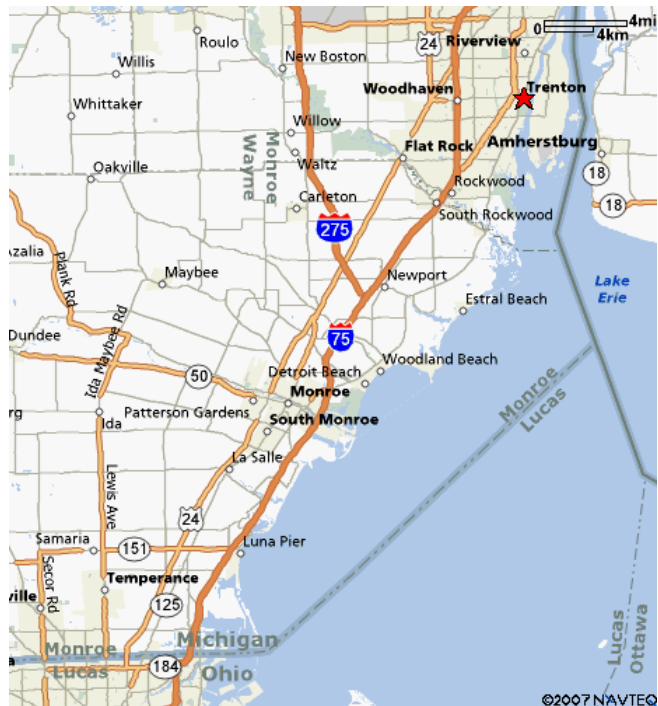 0 4mi
4km
24
Riverview
Roulo
New Boston
Willis
Woodhaven
Trenton
Whittaker
Willow
Amherstburg
Flat Rock
Waltz
Monroe
Wayne
Oakville
18
Rockwood
Carleton
18
South Rockwood
275
Azalia
Plank Rd
Maybee
Newport
Lake
Erie
Estral Beach
Ida Maybee Rd
Dundee
75
Woodland Beach
50
Detroit Beach
Monroe
Monroe
Lucas
Patterson Gardens
rg
Ida
South Monroe
La Salle
Lewis Ave
24
Samaria
151
Luna Pier
Secor Rd
Temperance
ville
125
Michigan
Monroe
Lucas
a
184
Ohio
Lucas
Ottawa
©2007 NAVTEQ